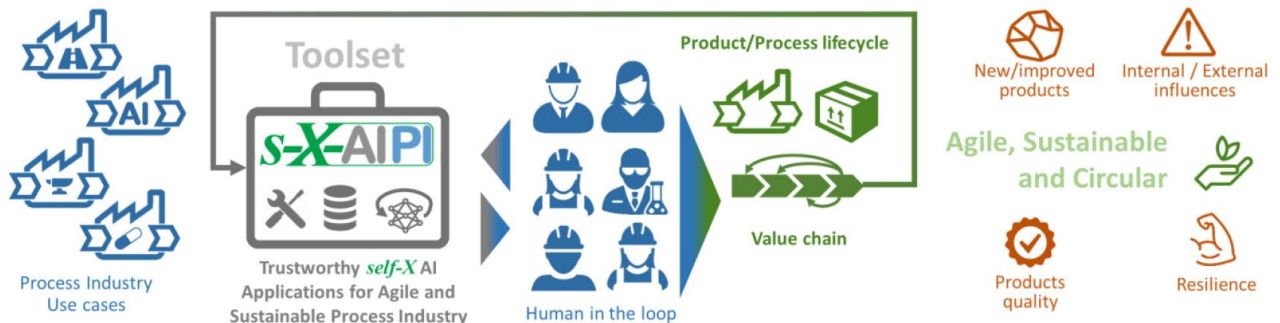 AI
Process Industry
Use cases
Toolset
s-X-AIPI
Trustworthy self-X AI
Applications for Agile and
Sustainable Process Industry
Human in the loop
Product/Process lifecycle
Value chain
New/improved
products
Internal / External
influences
Agile, Sustainable
and Circular
Products
quality
Resilience